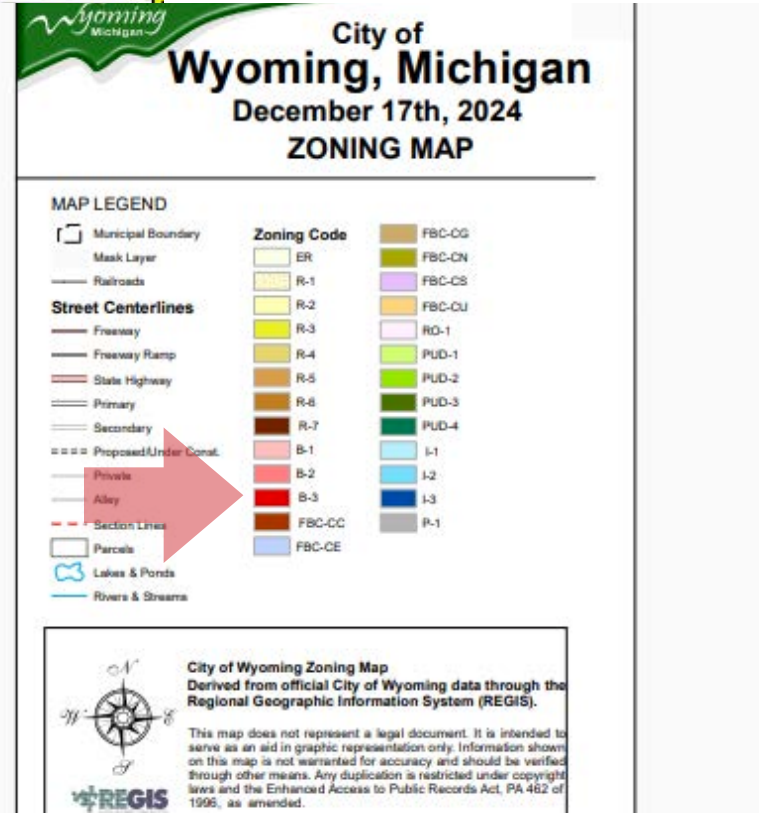 Wyoming
Michigan
City of
Wyoming, Michigan
December 17th, 2024
ZONING MAP
MAP LEGEND
Municipal Boundary
Mask Layer
Railroads
Street Centerlines
Freeway
Freeway Ramp
State Highway
Primary
Secondary
Proposed/Under Const.
Private
Alley
Section Lines
Parcels
Lakes & Ponds
Rivers & Streams
Zoning Code
ER
R-1
R-2
R-3
R-4
R-5
R-6
R-7
B-1
B-2
B-3
FBC-CC
FBC-CE
FBC-CG
FBC-CN
FBC-CS
FBC-CU
RO-1
PUD-1
PUD-2
PUD-3
PUD-4
I-1
I-2
I-3
P-1
N
W
E
S
REGIS
City of Wyoming Zoning Map
Derived from official City of Wyoming data through the
Regional Geographic Information System (REGIS).
This map does not represent a legal document. It is intended to
serve as an aid in graphic representation only. Information shown
on this map is not warranted for accuracy and should be verified
through other means. Any duplication is restricted under copyright
laws and the Enhanced Access to Public Records Act, PA 462 of
1996, as amended.